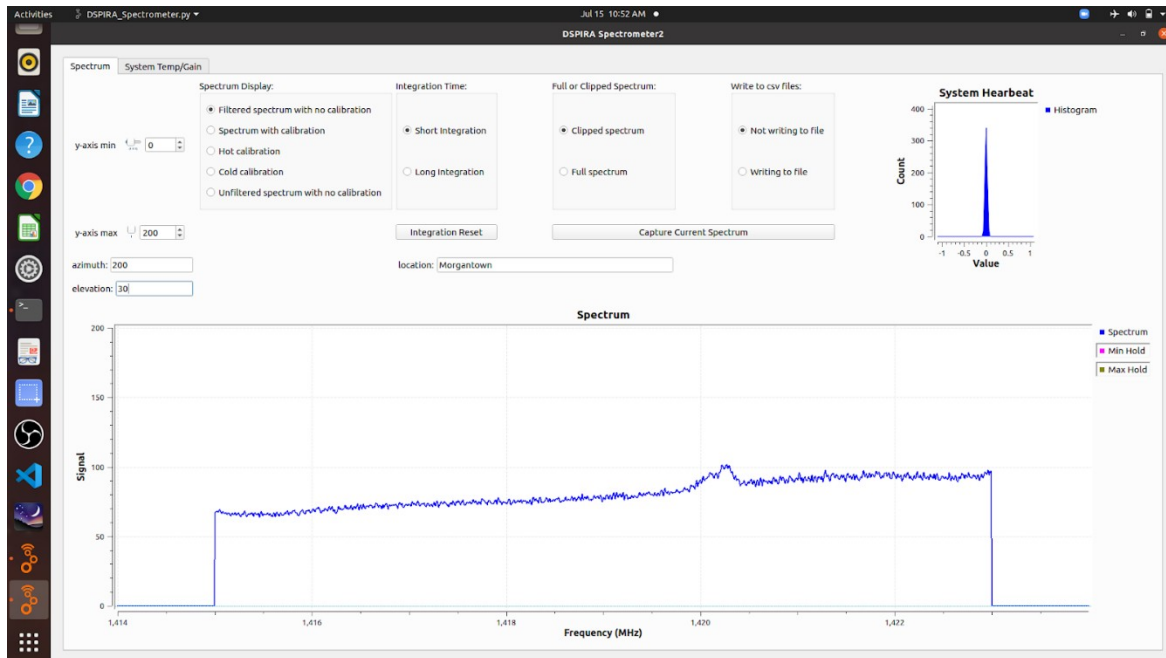 Activities DSPIRA_Spectrometer.py Jul 15 10:52 AM
DSPIRA Spectrometer2
Spectrum System Temp/Gain
Spectrum Display: Integration Time: Full or Clipped Spectrum: Write to csv files:
System Hearbeat
Filtered spectrum with no calibration
Spectrum with calibration
Hot calibration
Cold calibration
Unfiltered spectrum with no calibration
Short Integration
Long Integration
Clipped spectrum
Full spectrum
Not writing to file
Writing to file
y-axis min 0
y-axis max 200
Integration Reset Capture Current Spectrum
azimuth: 200 location: Morgantown
elevation: 30
Histogram
Count
400
300
200
100
0
-1 -0.5 0 0.5 1
Value
Spectrum
Signal
200
150
100
50
0
1,414 1,416 1,418 1,420 1,422
Frequency (MHz)
Spectrum
Min Hold
Max Hold